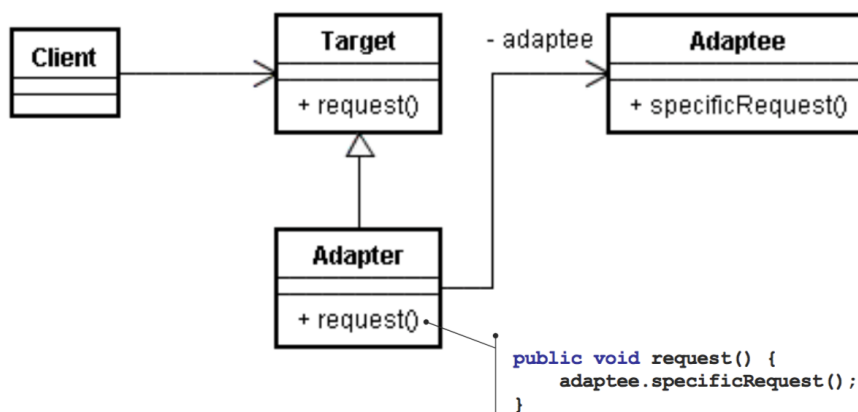 Client
Target
+ request()
- adaptee
Adaptee
+ specificRequest()
Adapter
+ request()
public void request() {
adaptee.specificRequest();
}